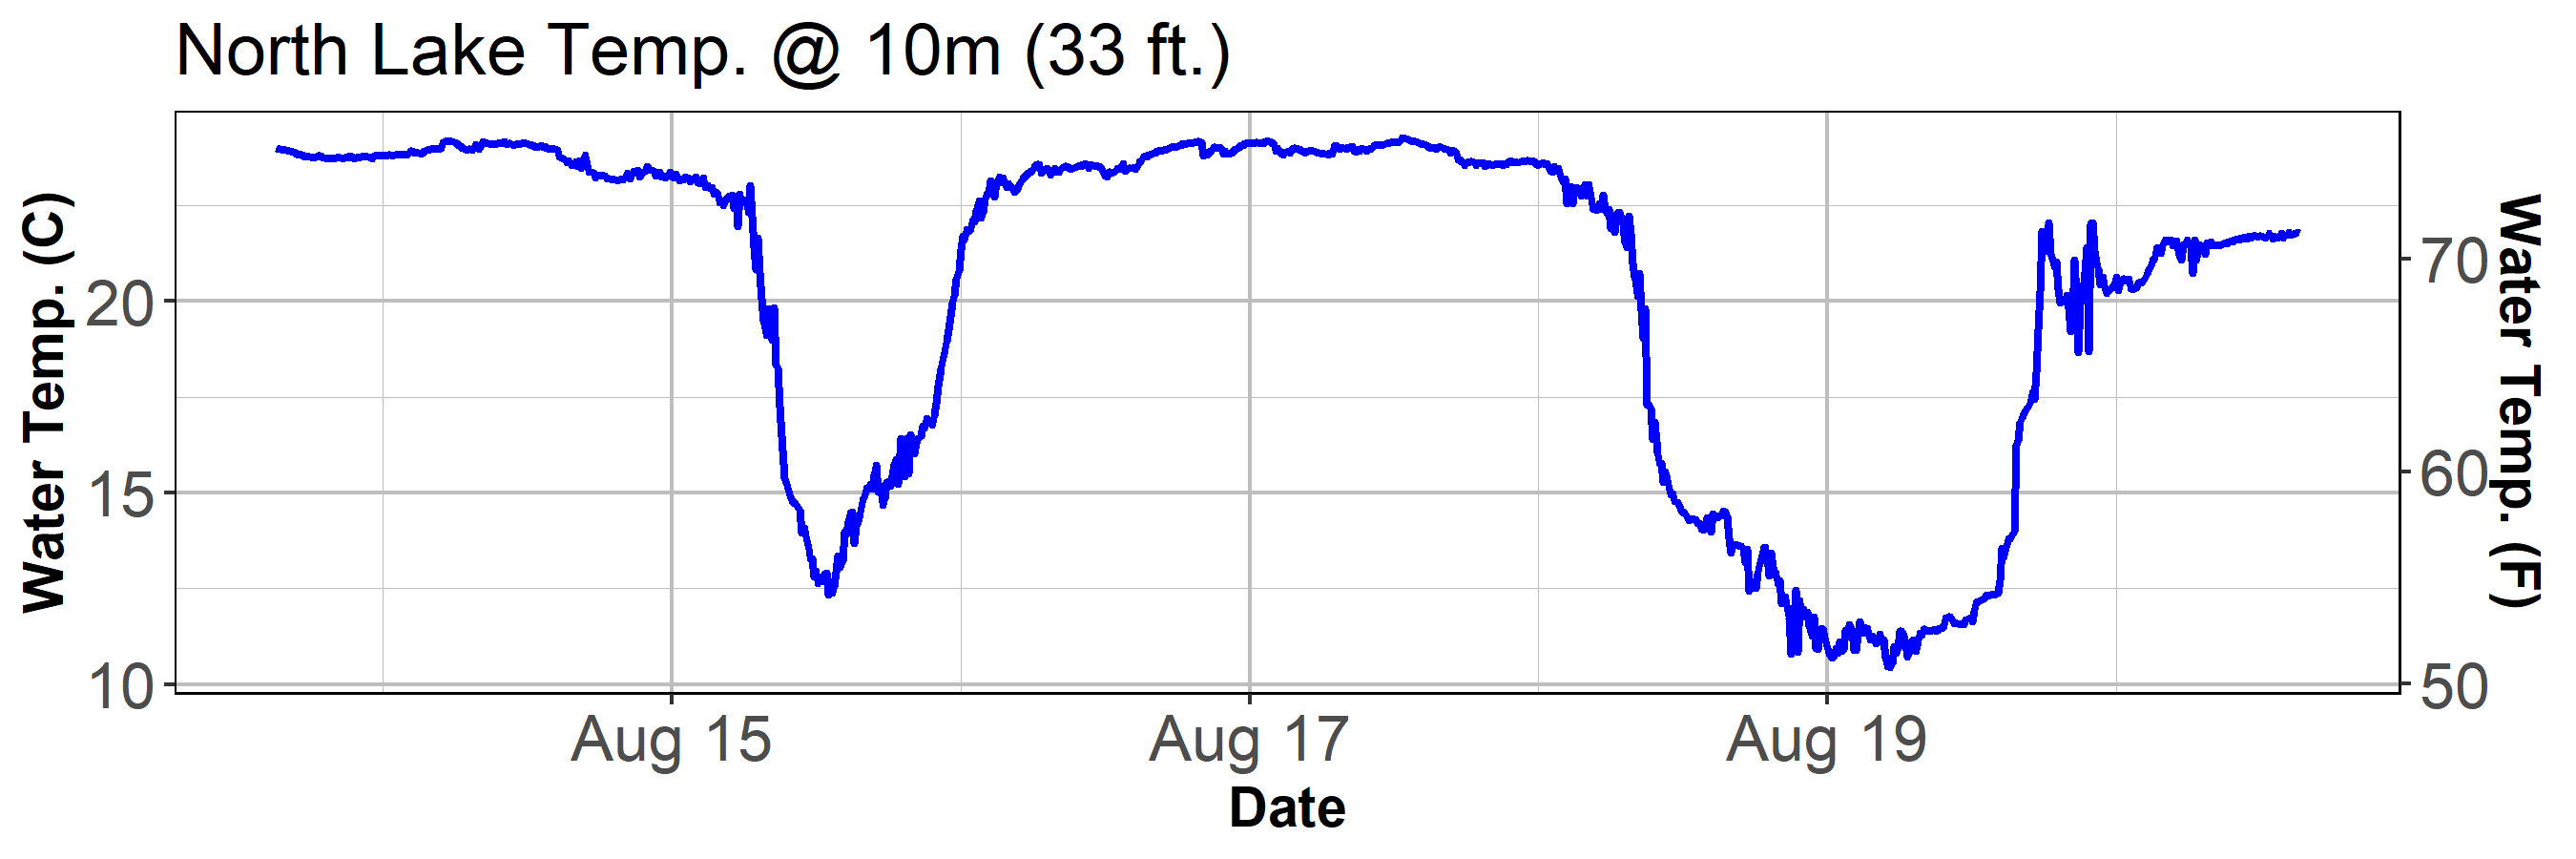 North Lake Temp. @ 10m (33 ft.)
Water Temp. (C)
20
15
10
70
60
50
Water Temp. (F)
Aug 15
Aug 17
Aug 19
Date